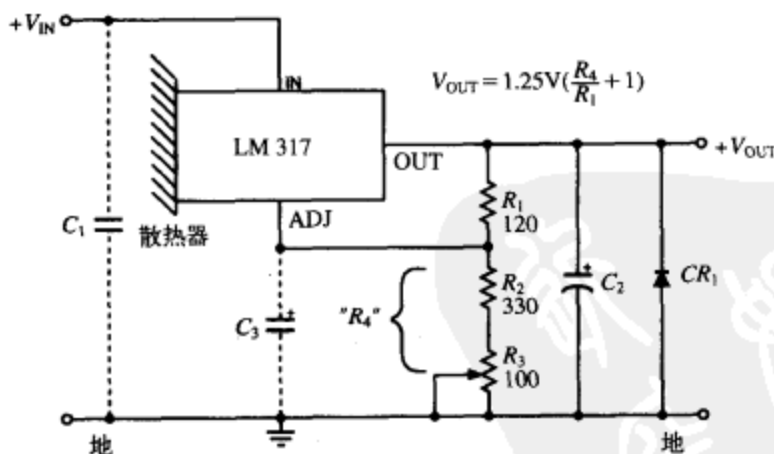 +V_IN
IN
V_OUT=1.25V(R_4/R_1+1)
LM 317
OUT
+V_OUT
ADJ
散热器
C_1
R_1
120
R_2
330
"R_4"
C_2
CR_1
C_3
+
+
R_3
100
地
地